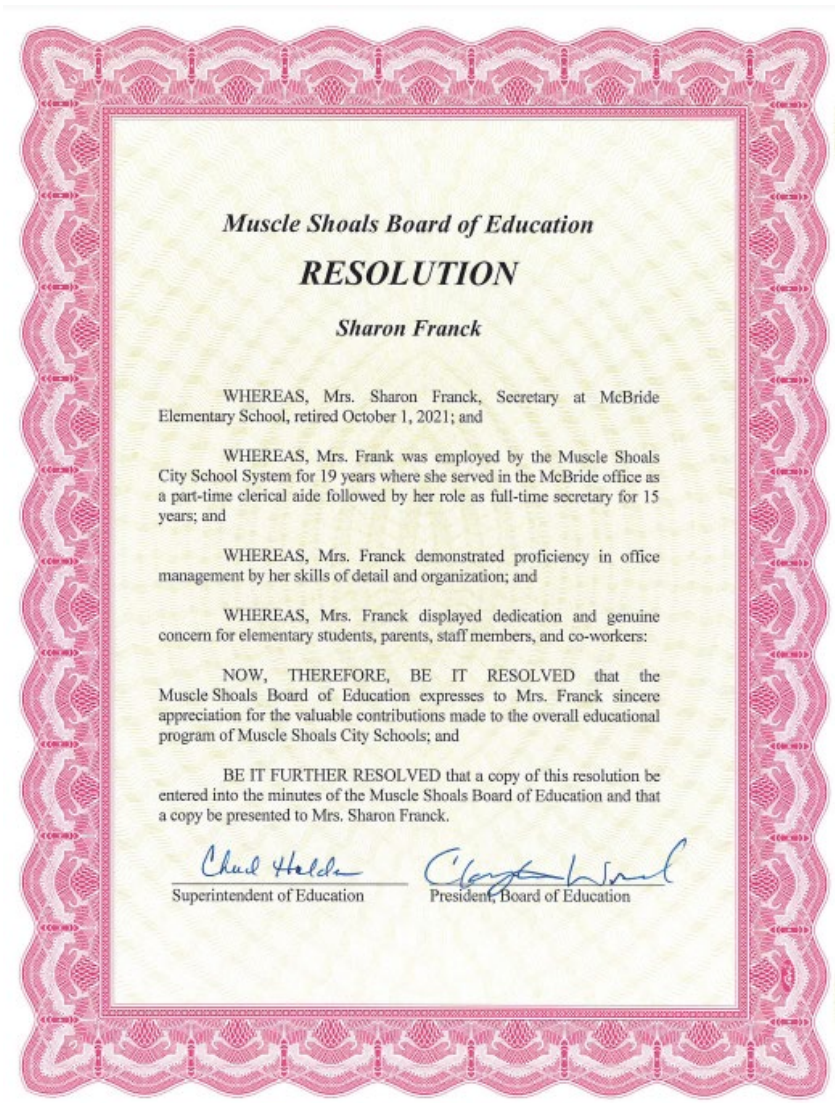 Muscle Shoals Board of Education
RESOLUTION
Sharon Franck
WHEREAS, Mrs. Sharon Franck, Secretary at McBride
Elementary School, retired October 1, 2021; and
WHEREAS, Mrs. Frank was employed by the Muscle Shoals
City School System for 19 years where she served in the McBride office as
a part-time clerical aide followed by her role as full-time secretary for 15
years; and
WHEREAS, Mrs. Franck demonstrated proficiency in office
management by her skills of detail and organization; and
WHEREAS, Mrs. Franck displayed dedication and genuine
concern for elementary students, parents, staff members, and co-workers:
NOW, THEREFORE, BE IT RESOLVED that the
Muscle Shoals Board of Education expresses to Mrs. Franck sincere
appreciation for the valuable contributions made to the overall educational
program of Muscle Shoals City Schools; and
BE IT FURTHER RESOLVED that a copy of this resolution be
entered into the minutes of the Muscle Shoals Board of Education and that
a copy be presented to Mrs. Sharon Franck.
Chad Holden
Superintendent of Education
President, Board of Education